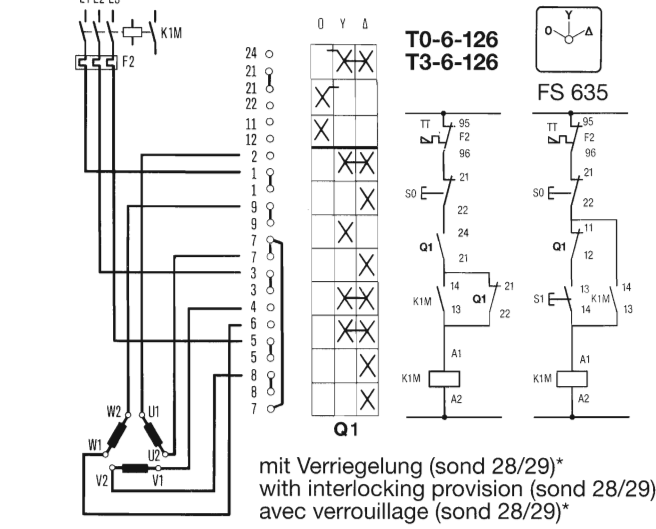 L1 L2 L3
K1M
F2
0 Y Δ
24
21
21
22
11
12
2
1
1
9
9
7
7
3
3
4
6
5
5
8
8
7
Q1
W2 U1
W1
U2
V2 V1
T0-6-126
T3-6-126
Y
0 Δ
FS 635
TT
95
F2
96
21
S0
22
24
Q1
21
14
K1M
13
Q1
21
22
A1
K1M
A2
TT
95
F2
96
21
S0
22
11
Q1
12
13
S1
14
K1M
14
13
A1
K1M
A2
mit Verriegelung (sond 28/29)*
with interlocking provision (sond 28/29)
avec verrouillage (sond 28/29)*